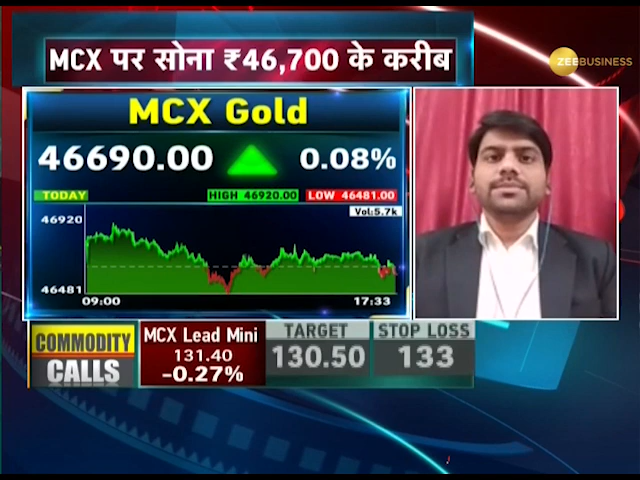 MCX पर सोना ₹46,700 के करीब
ZEEBUSINESS
MCX Gold
46690.00 0.08%
TODAY HIGH 46920.00 LOW 46481.00
Vol:5.7k
46920
46481
09:00 17:33
COMMODITY
CALLS
MCX Lead Mini
131.40
-0.27%
TARGET
130.50
STOP LOSS
133